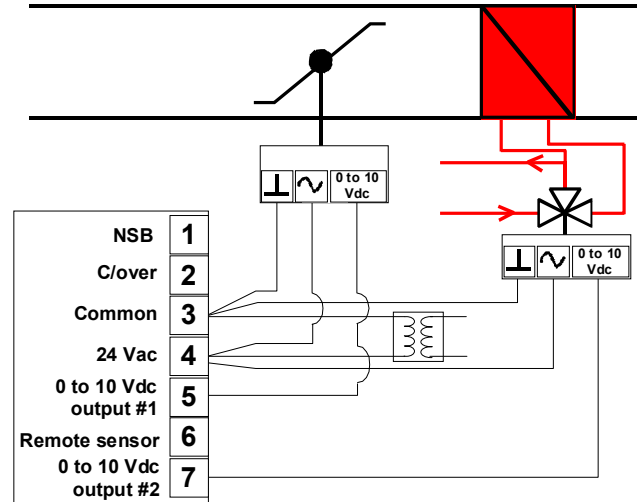 0 to 10
Vdc
0 to 10
Vdc
NSB 1
C/over 2
Common 3
24 Vac 4
0 to 10 Vdc
output #1 5
Remote sensor 6
0 to 10 Vdc
output #2 7